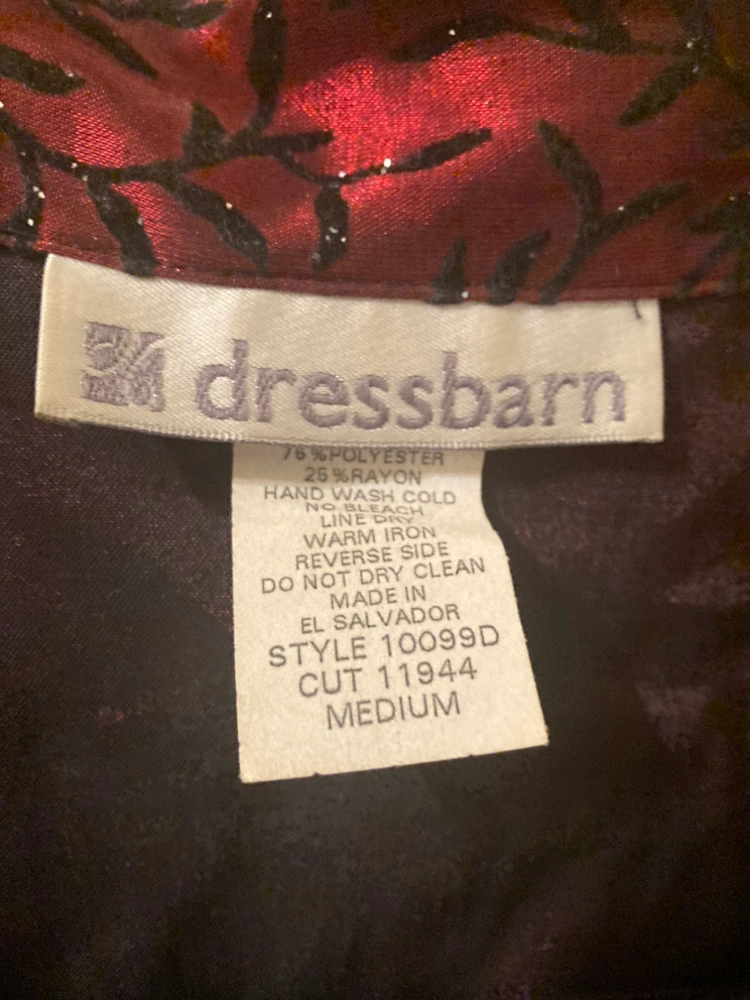 dressbarn
76%POLYESTER
25%RAYON
HAND WASH COLD
NO BLEACH
LINE DRY
WARM IRON
REVERSE SIDE
DO NOT DRY CLEAN
MADE IN
EL SALVADOR
STYLE 10099D
CUT 11944
MEDIUM